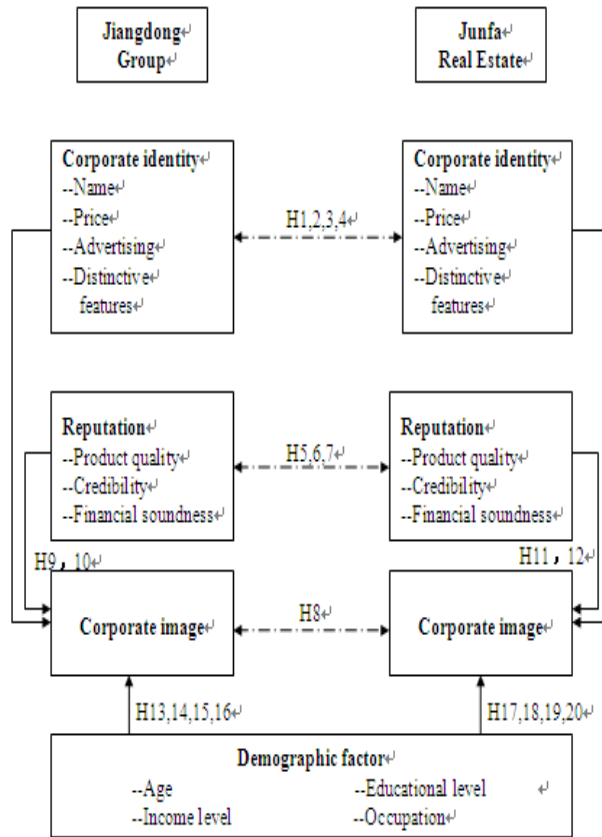 Jiangdong
Group
Junfa
Real Estate
Corporate identity
--Name
--Price
--Advertising
--Distinctive
features
H1,2,3,4
Corporate identity
--Name
--Price
--Advertising
--Distinctive
features
Reputation
--Product quality
--Credibility
--Financial soundness
H5,6,7
Reputation
--Product quality
--Credibility
--Financial soundness
H9，10
H11，12
Corporate image
H8
Corporate image
H13,14,15,16
H17,18,19,20
Demographic factor
--Age
--Educational level
--Income level
--Occupation